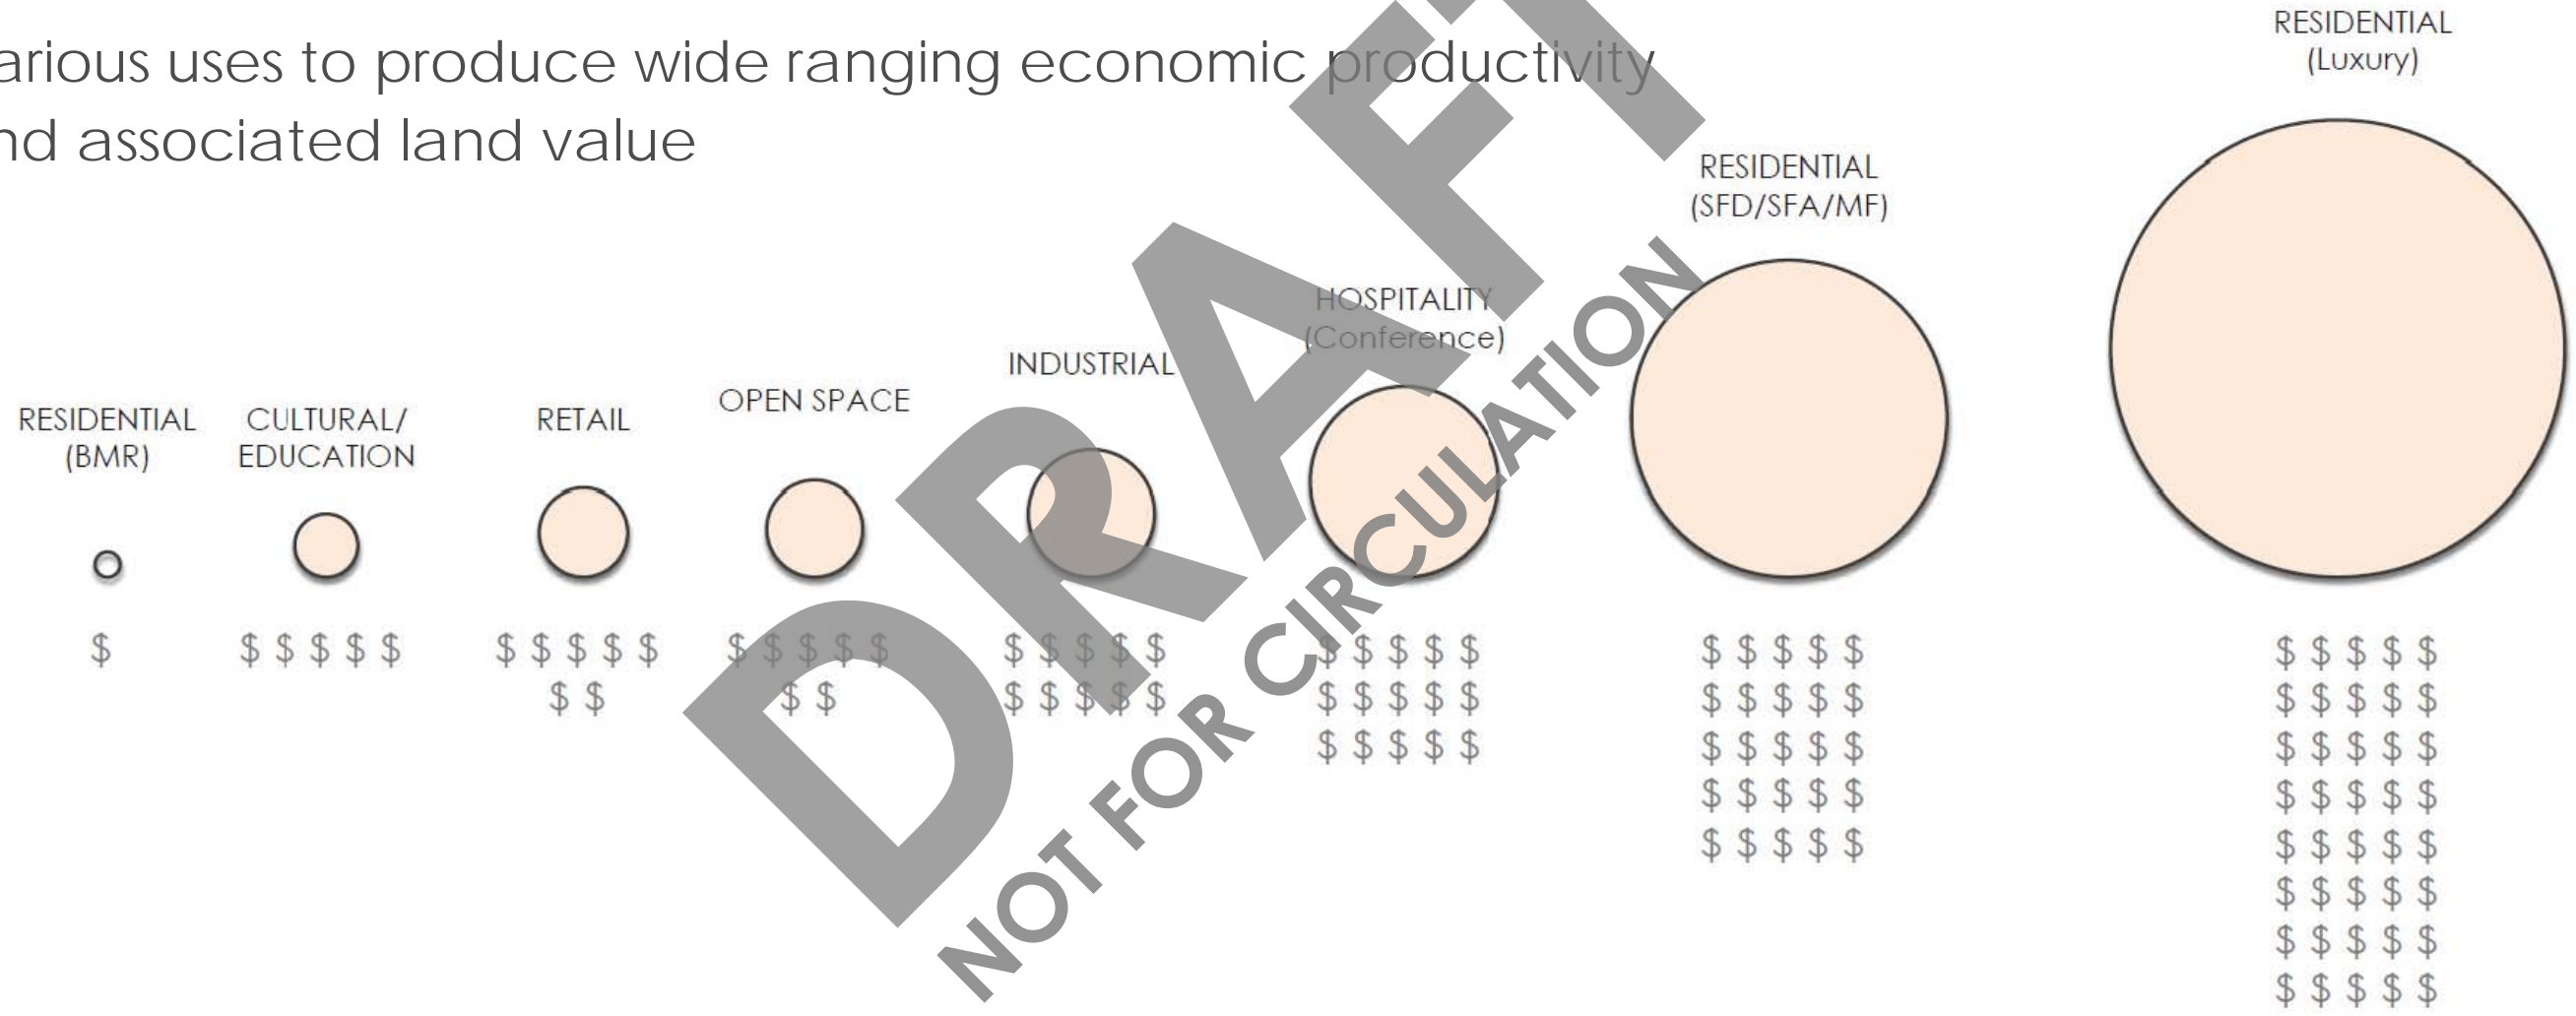 arious uses to produce wide ranging economic productivity
nd associated land value
RESIDENTIAL
(BMR)
$
CULTURAL/
EDUCATION
$ $ $ $ $
RETAIL
$ $ $ $ $
$ $
OPEN SPACE
$ $ $ $ $
$ $
INDUSTRIAL
$ $ $ $ $
$ $ $ $ $
HOSPITALITY
(Conference)
$ $ $ $ $
$ $ $ $ $
$ $ $ $ $
RESIDENTIAL
(SFD/SFA/MF)
$ $ $ $ $
$ $ $ $ $
$ $ $ $ $
$ $ $ $ $
$ $ $ $ $
RESIDENTIAL
(Luxury)
$ $ $ $ $
$ $ $ $ $
$ $ $ $ $
$ $ $ $ $
$ $ $ $ $
$ $ $ $ $
$ $ $ $ $
$ $ $ $ $
DRAFT
NOT FOR CIRCULATION